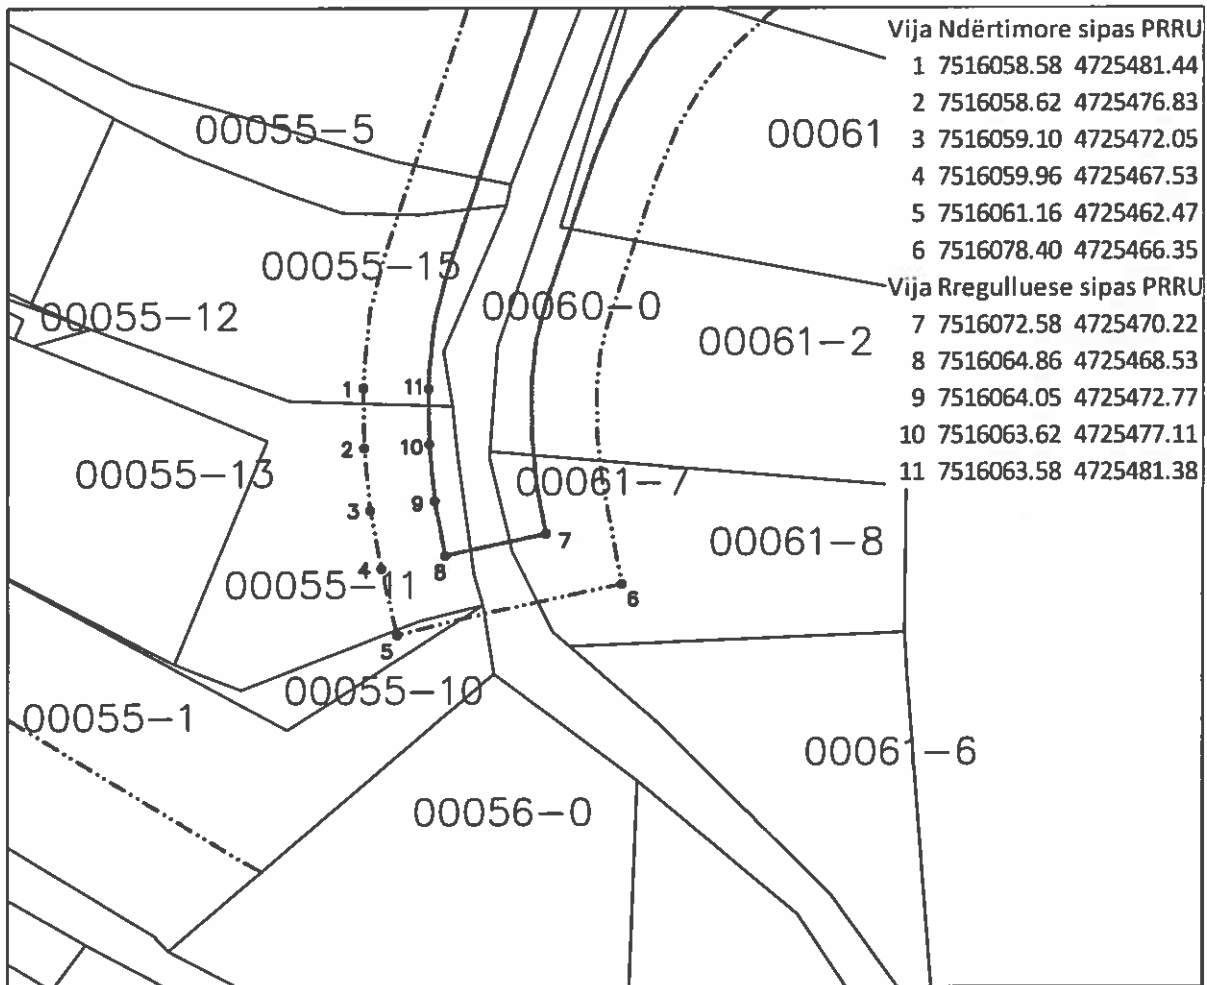 Vija Ndërtimore sipas PRRU
1 7516058.58 4725481.44
2 7516058.62 4725476.83
3 7516059.10 4725472.05
4 7516059.96 4725467.53
5 7516061.16 4725462.47
6 7516078.40 4725466.35
Vija Rregulluese sipas PRRU
7 7516072.58 4725470.22
8 7516064.86 4725468.53
9 7516064.05 4725472.77
10 7516063.62 4725477.11
11 7516063.58 4725481.38
00055-5
00061
00055-15
00060-0
00055-12
00061-2
1
11
2
10
00055-13
00061-7
3
9
7
00061-8
8
4
00055-11
6
5
00055-10
00055-1
00061-6
00056-0